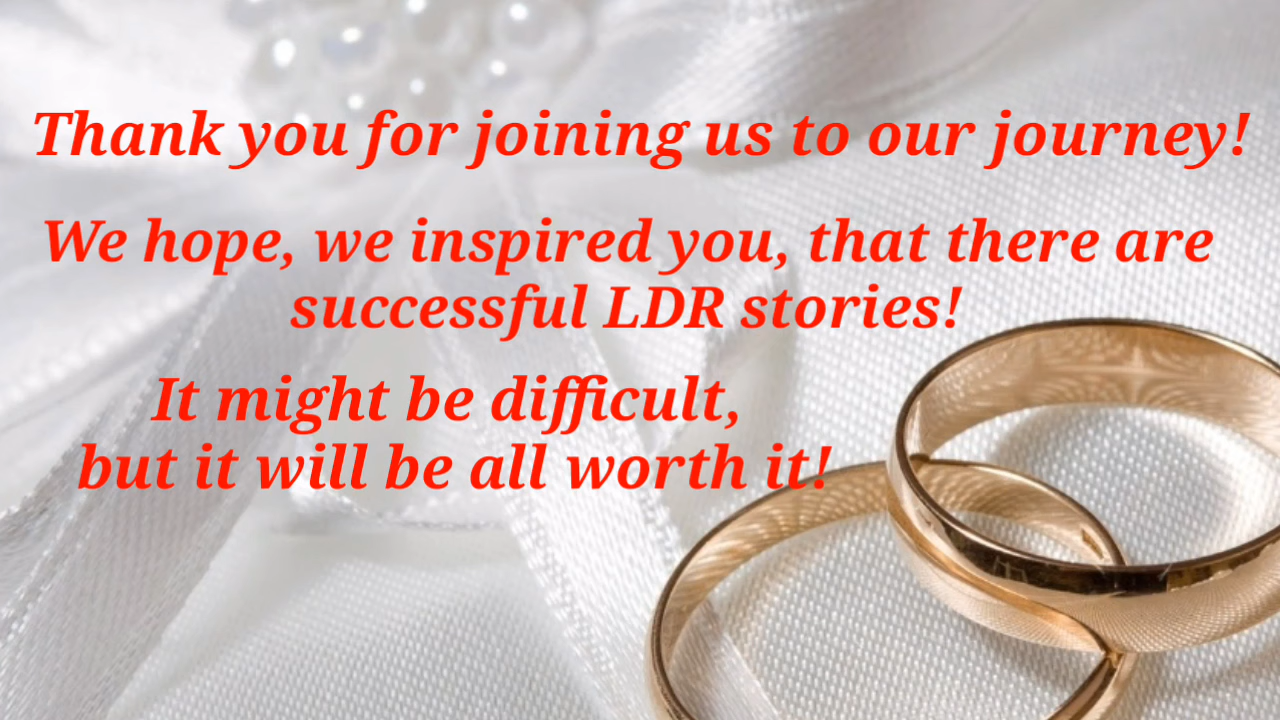 Thank you for joining us to our journey!
We hope, we inspired you, that there are
successful LDR stories!
It might be difficult,
but it will be all worth it!